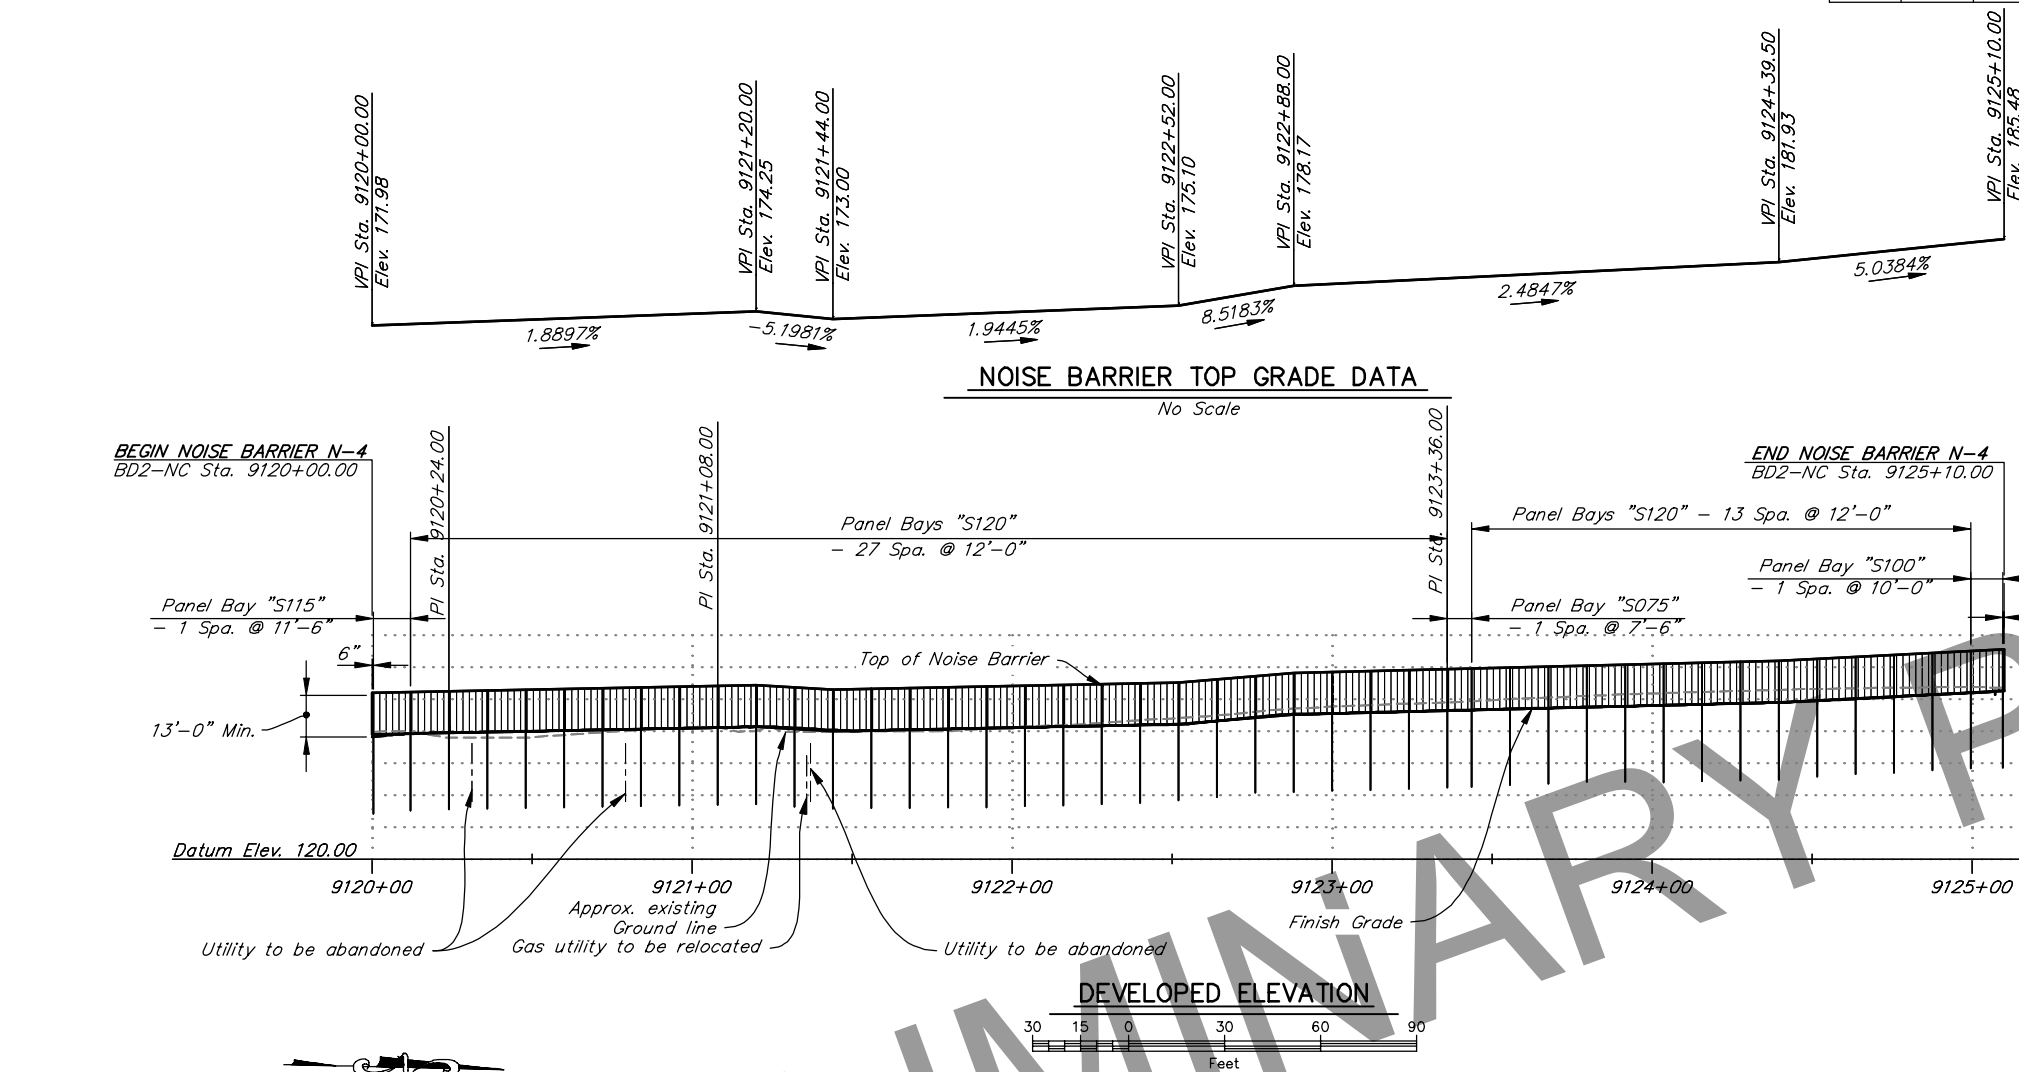 VPI Sta. 9120+00.00
Elev. 171.98
VPI Sta. 9121+20.00
Elev. 174.25
VPI Sta. 9121+44.00
Elev. 173.00
VPI Sta. 9122+52.00
Elev. 175.10
VPI Sta. 9122+88.00
Elev. 178.17
VPI Sta. 9124+39.50
Elev. 181.93
VPI Sta. 9125+10.00
Elev. 185.48
1.8897%
-5.1981%
1.9445%
8.5183%
2.4847%
5.0384%
NOISE BARRIER TOP GRADE DATA
No Scale
BEGIN NOISE BARRIER N-4
BD2-NC Sta. 9120+00.00
PI Sta. 9120+24.00
PI Sta. 9121+08.00
PI Sta. 9123+36.00
END NOISE BARRIER N-4
BD2-NC Sta. 9125+10.00
Panel Bays "S120"
- 27 Spa. @ 12'-0"
Panel Bays "S120" - 13 Spa. @ 12'-0"
Panel Bay "S100"
- 1 Spa. @ 10'-0"
Panel Bay "S115"
- 1 Spa. @ 11'-6"
Panel Bay "S075"
- 1 Spa. @ 7'-6"
6"
Top of Noise Barrier
13'-0" Min.
Datum Elev. 120.00
9120+00
9121+00
9122+00
9123+00
9124+00
9125+00
Approx. existing
Ground line
Finish Grade
Utility to be abandoned
Gas utility to be relocated
Utility to be abandoned
DEVELOPED ELEVATION
30 15 0 30 60 90
Feet